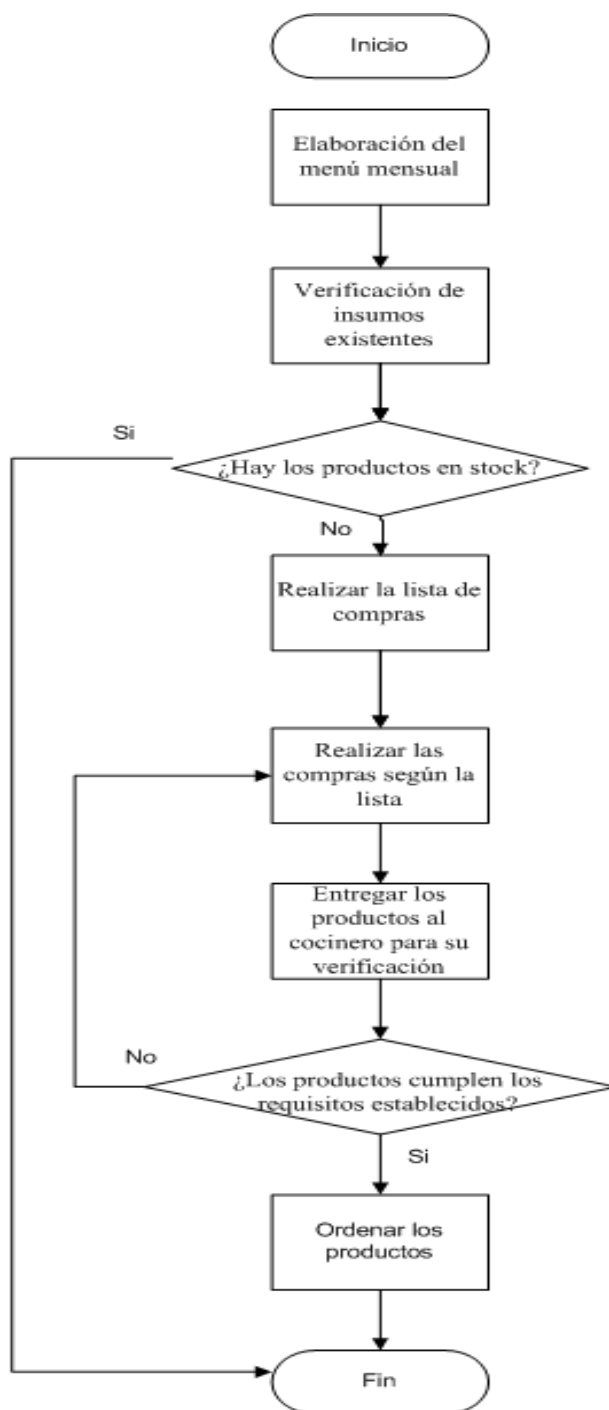 Inicio
Elaboración del
menú mensual
Verificación de
insumos
existentes
Si
¿Hay los productos en stock?
No
Realizar la lista de
compras
Realizar las
compras según la
lista
Entregar los
productos al
cocinero para su
verificación
No
¿Los productos cumplen los
requisitos establecidos?
Si
Ordenar los
productos
Fin